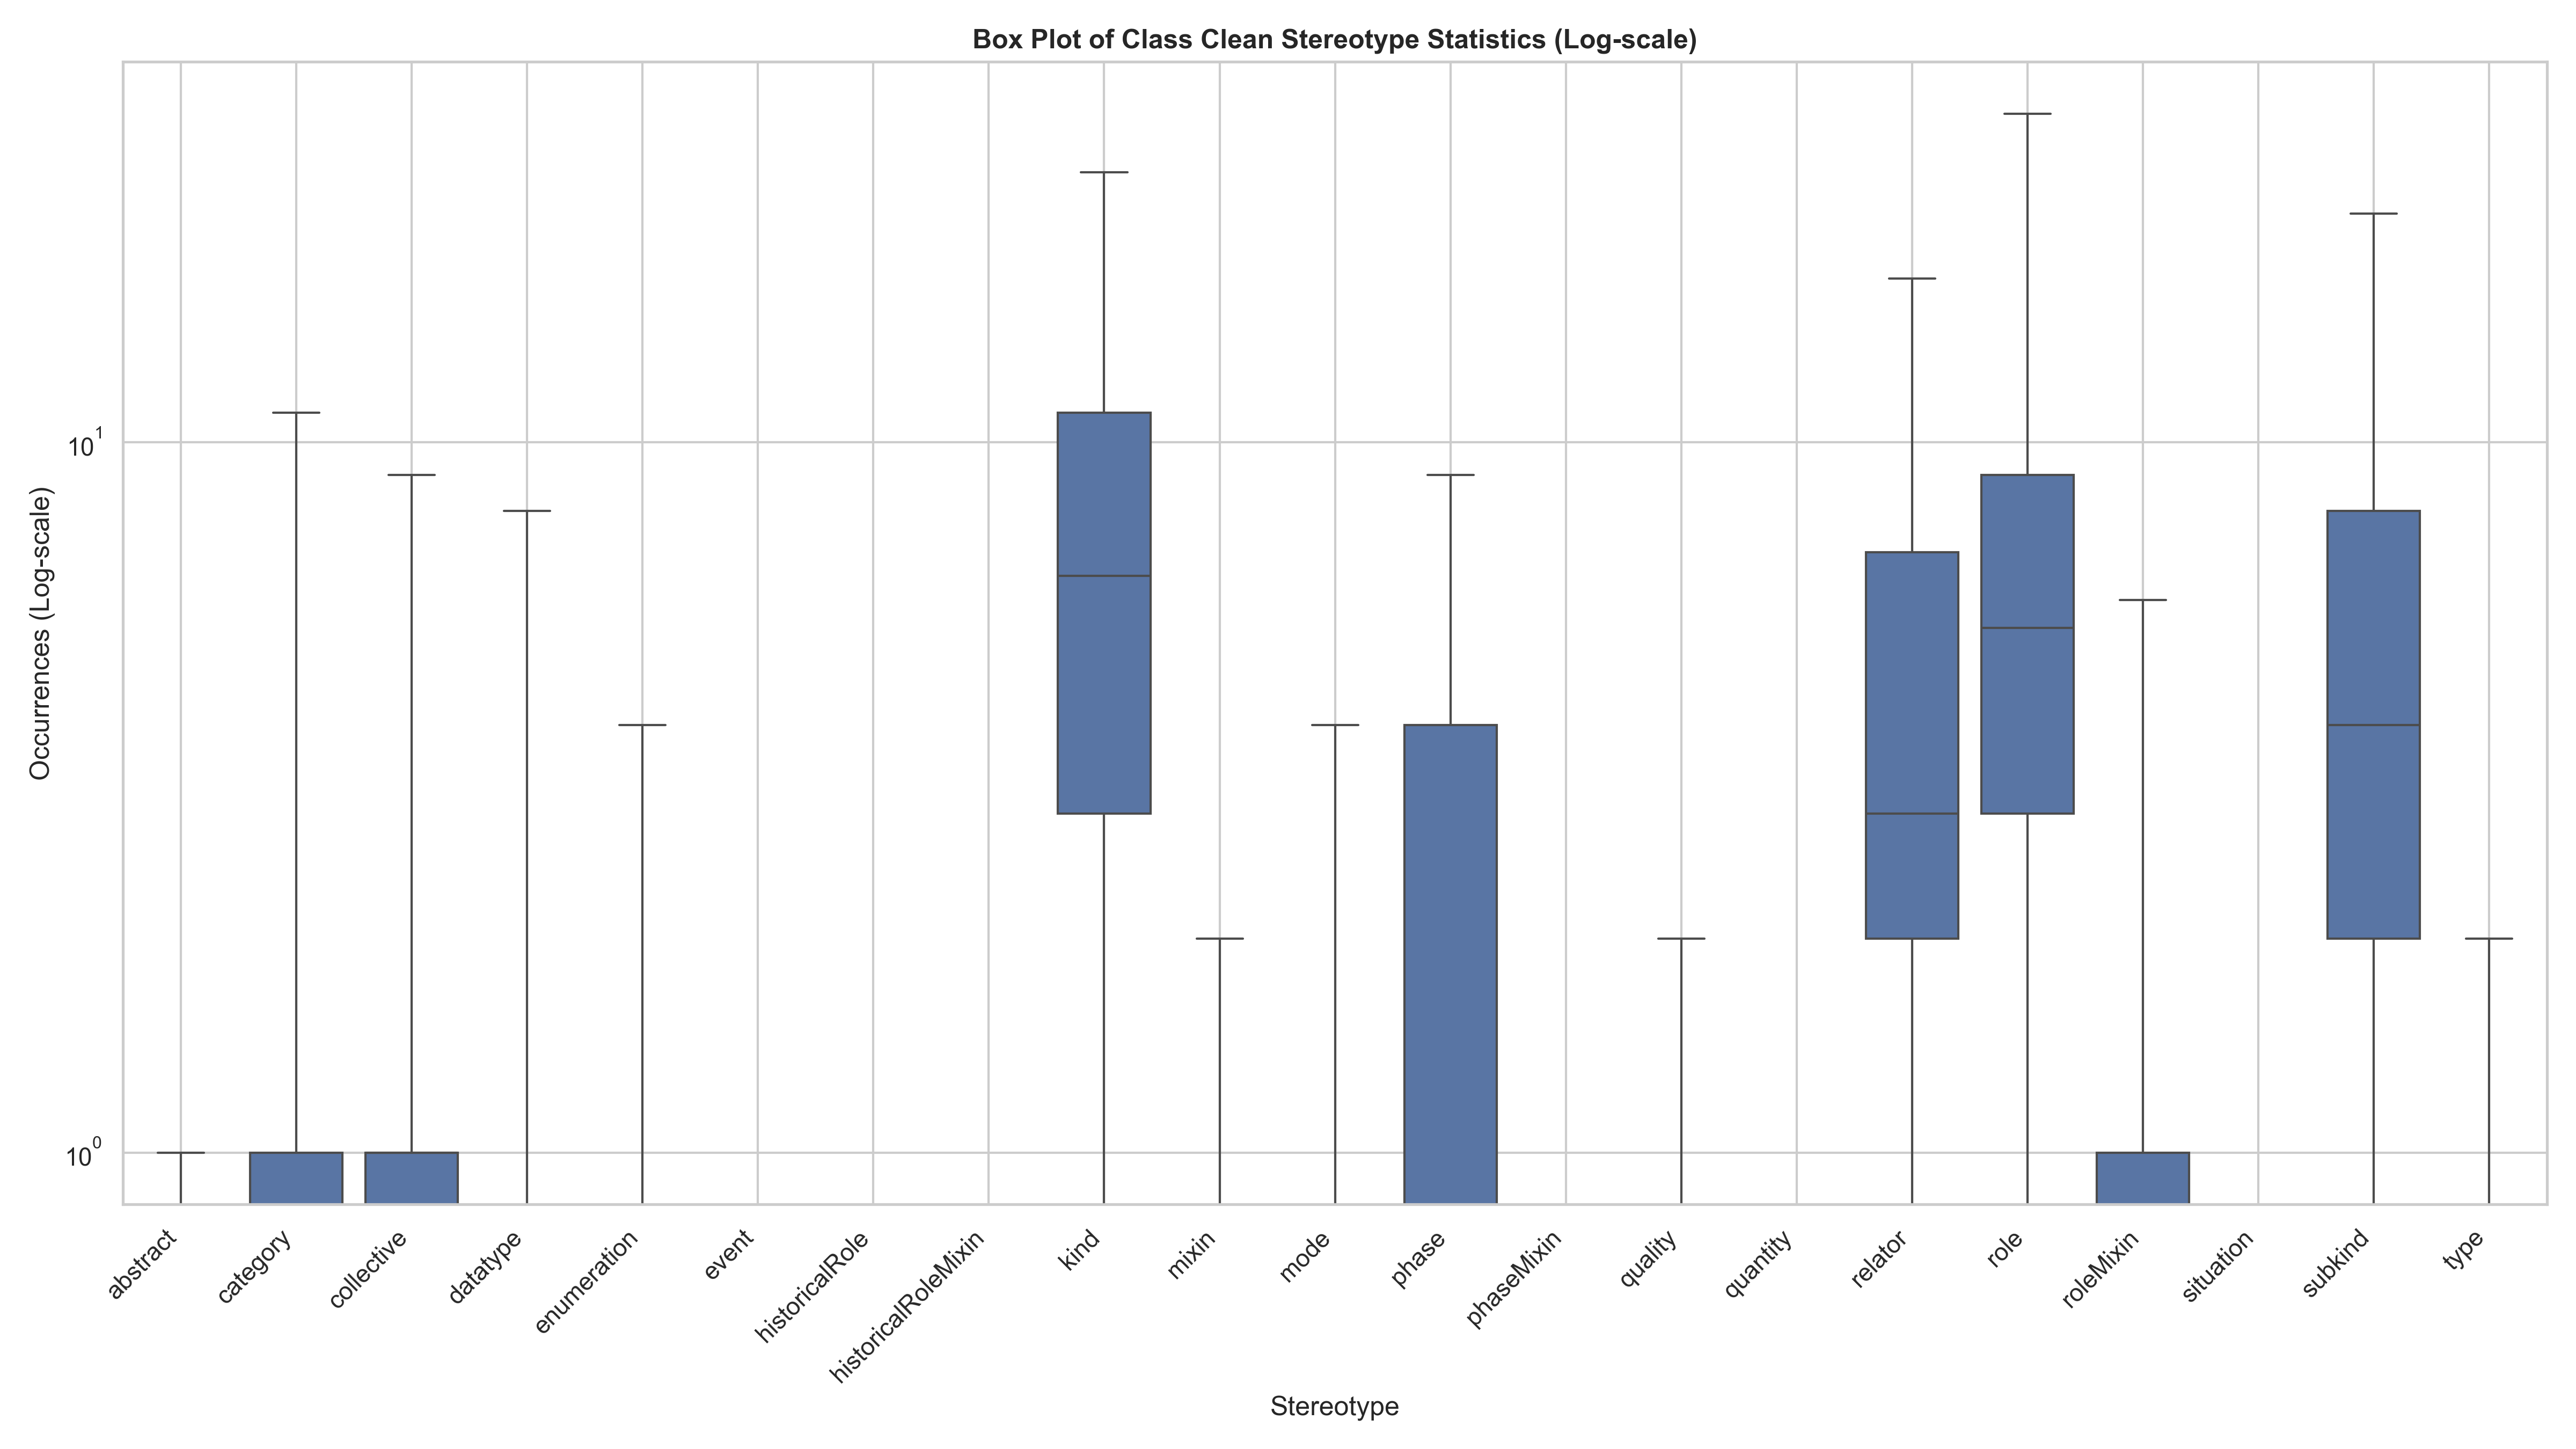 Box Plot of Class Clean Stereotype Statistics (Log-scale)
Occurrences (Log-scale)
10^1
10^0
abstract
category
collective
datatype
enumeration
event
historicalRole
historicalRoleMixin
kind
mixin
mode
phase
phaseMixin
quality
quantity
relator
role
roleMixin
situation
subkind
type
Stereotype